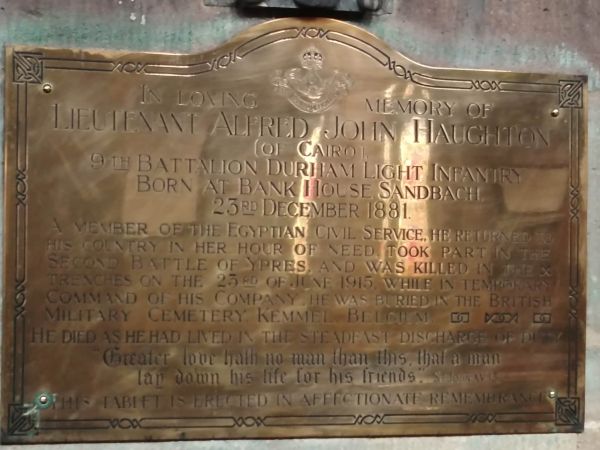 IN LOVING MEMORY OF
LIEUTENANT ALFRED JOHN HAUGHTON
(OF CAIRO)
9TH BATTALION DURHAM LIGHT INFANTRY
BORN AT BANK HOUSE, SANDBACH,
23RD DECEMBER 1881.
A MEMBER OF THE EGYPTIAN CIVIL SERVICE, HE RETURNED TO
HIS COUNTRY IN HER HOUR OF NEED, TOOK PART IN THE
SECOND BATTLE OF YPRES, AND WAS KILLED IN THE
TRENCHES ON THE 23RD OF JUNE 1915, WHILE IN TEMPORARY
COMMAND OF HIS COMPANY. HE WAS BURIED IN THE BRITISH
MILITARY CEMETERY, KEMMEL, BELGIUM.
HE DIED AS HE HAD LIVED IN THE STEADFAST DISCHARGE OF DUTY
"Greater love hath no man than this, that a man
lay down his life for his friends."
THIS TABLET IS ERECTED IN AFFECTIONATE REMEMBRANCE